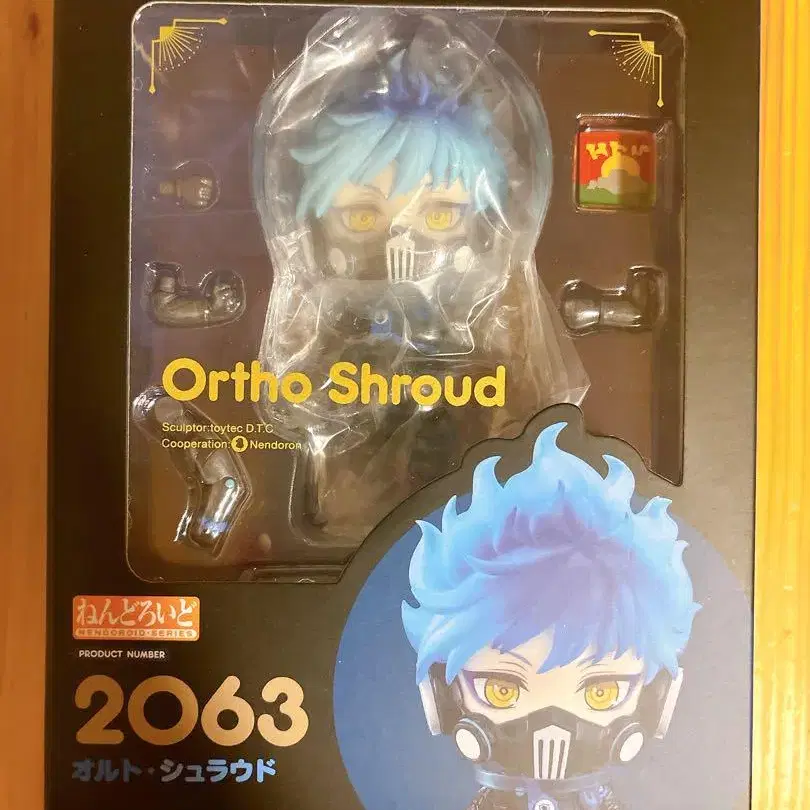 Ortho Shroud
Sculptor:toytec D.T.C
Cooperation: Nendoron
ねんどろいど
NENDOROID•SERIES
PRODUCT NUMBER
2063
オルト・シュラウド